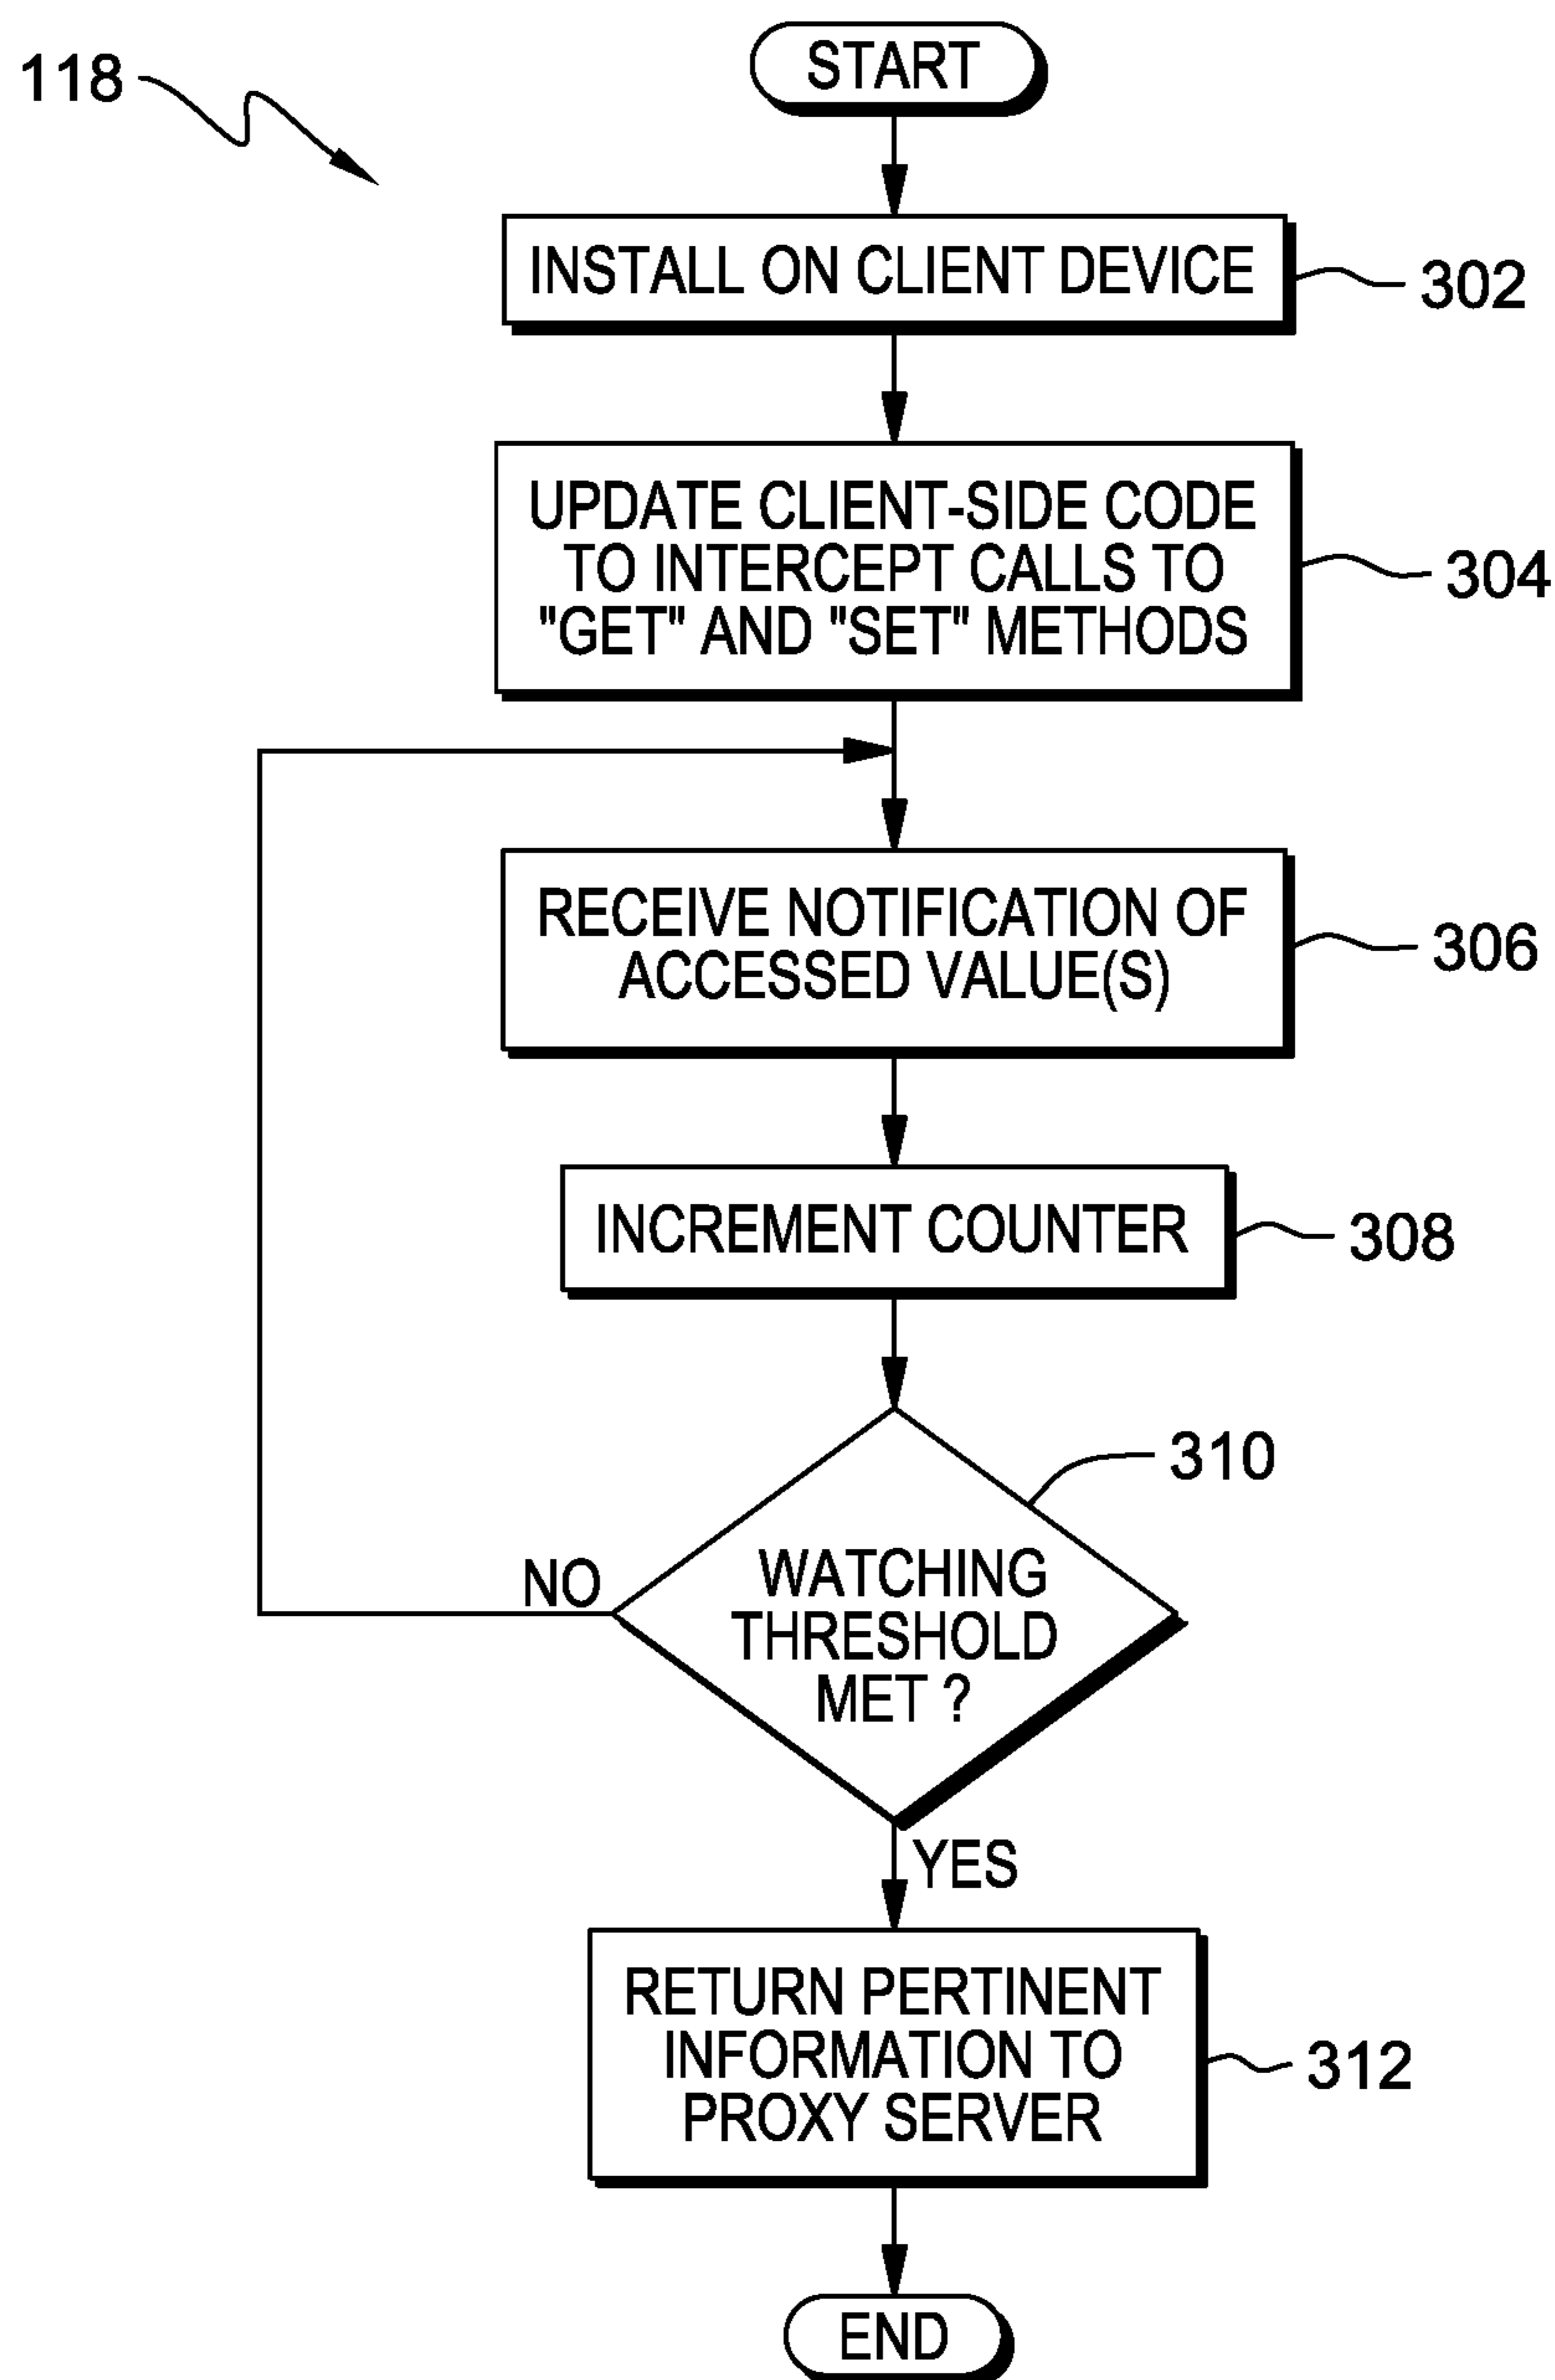 118
START
INSTALL ON CLIENT DEVICE
302
UPDATE CLIENT-SIDE CODE
TO INTERCEPT CALLS TO
"GET" AND "SET" METHODS
304
RECEIVE NOTIFICATION OF
ACCESSED VALUE(S)
306
INCREMENT COUNTER
308
310
WATCHING
THRESHOLD
MET ?
NO
YES
RETURN PERTINENT
INFORMATION TO
PROXY SERVER
312
END